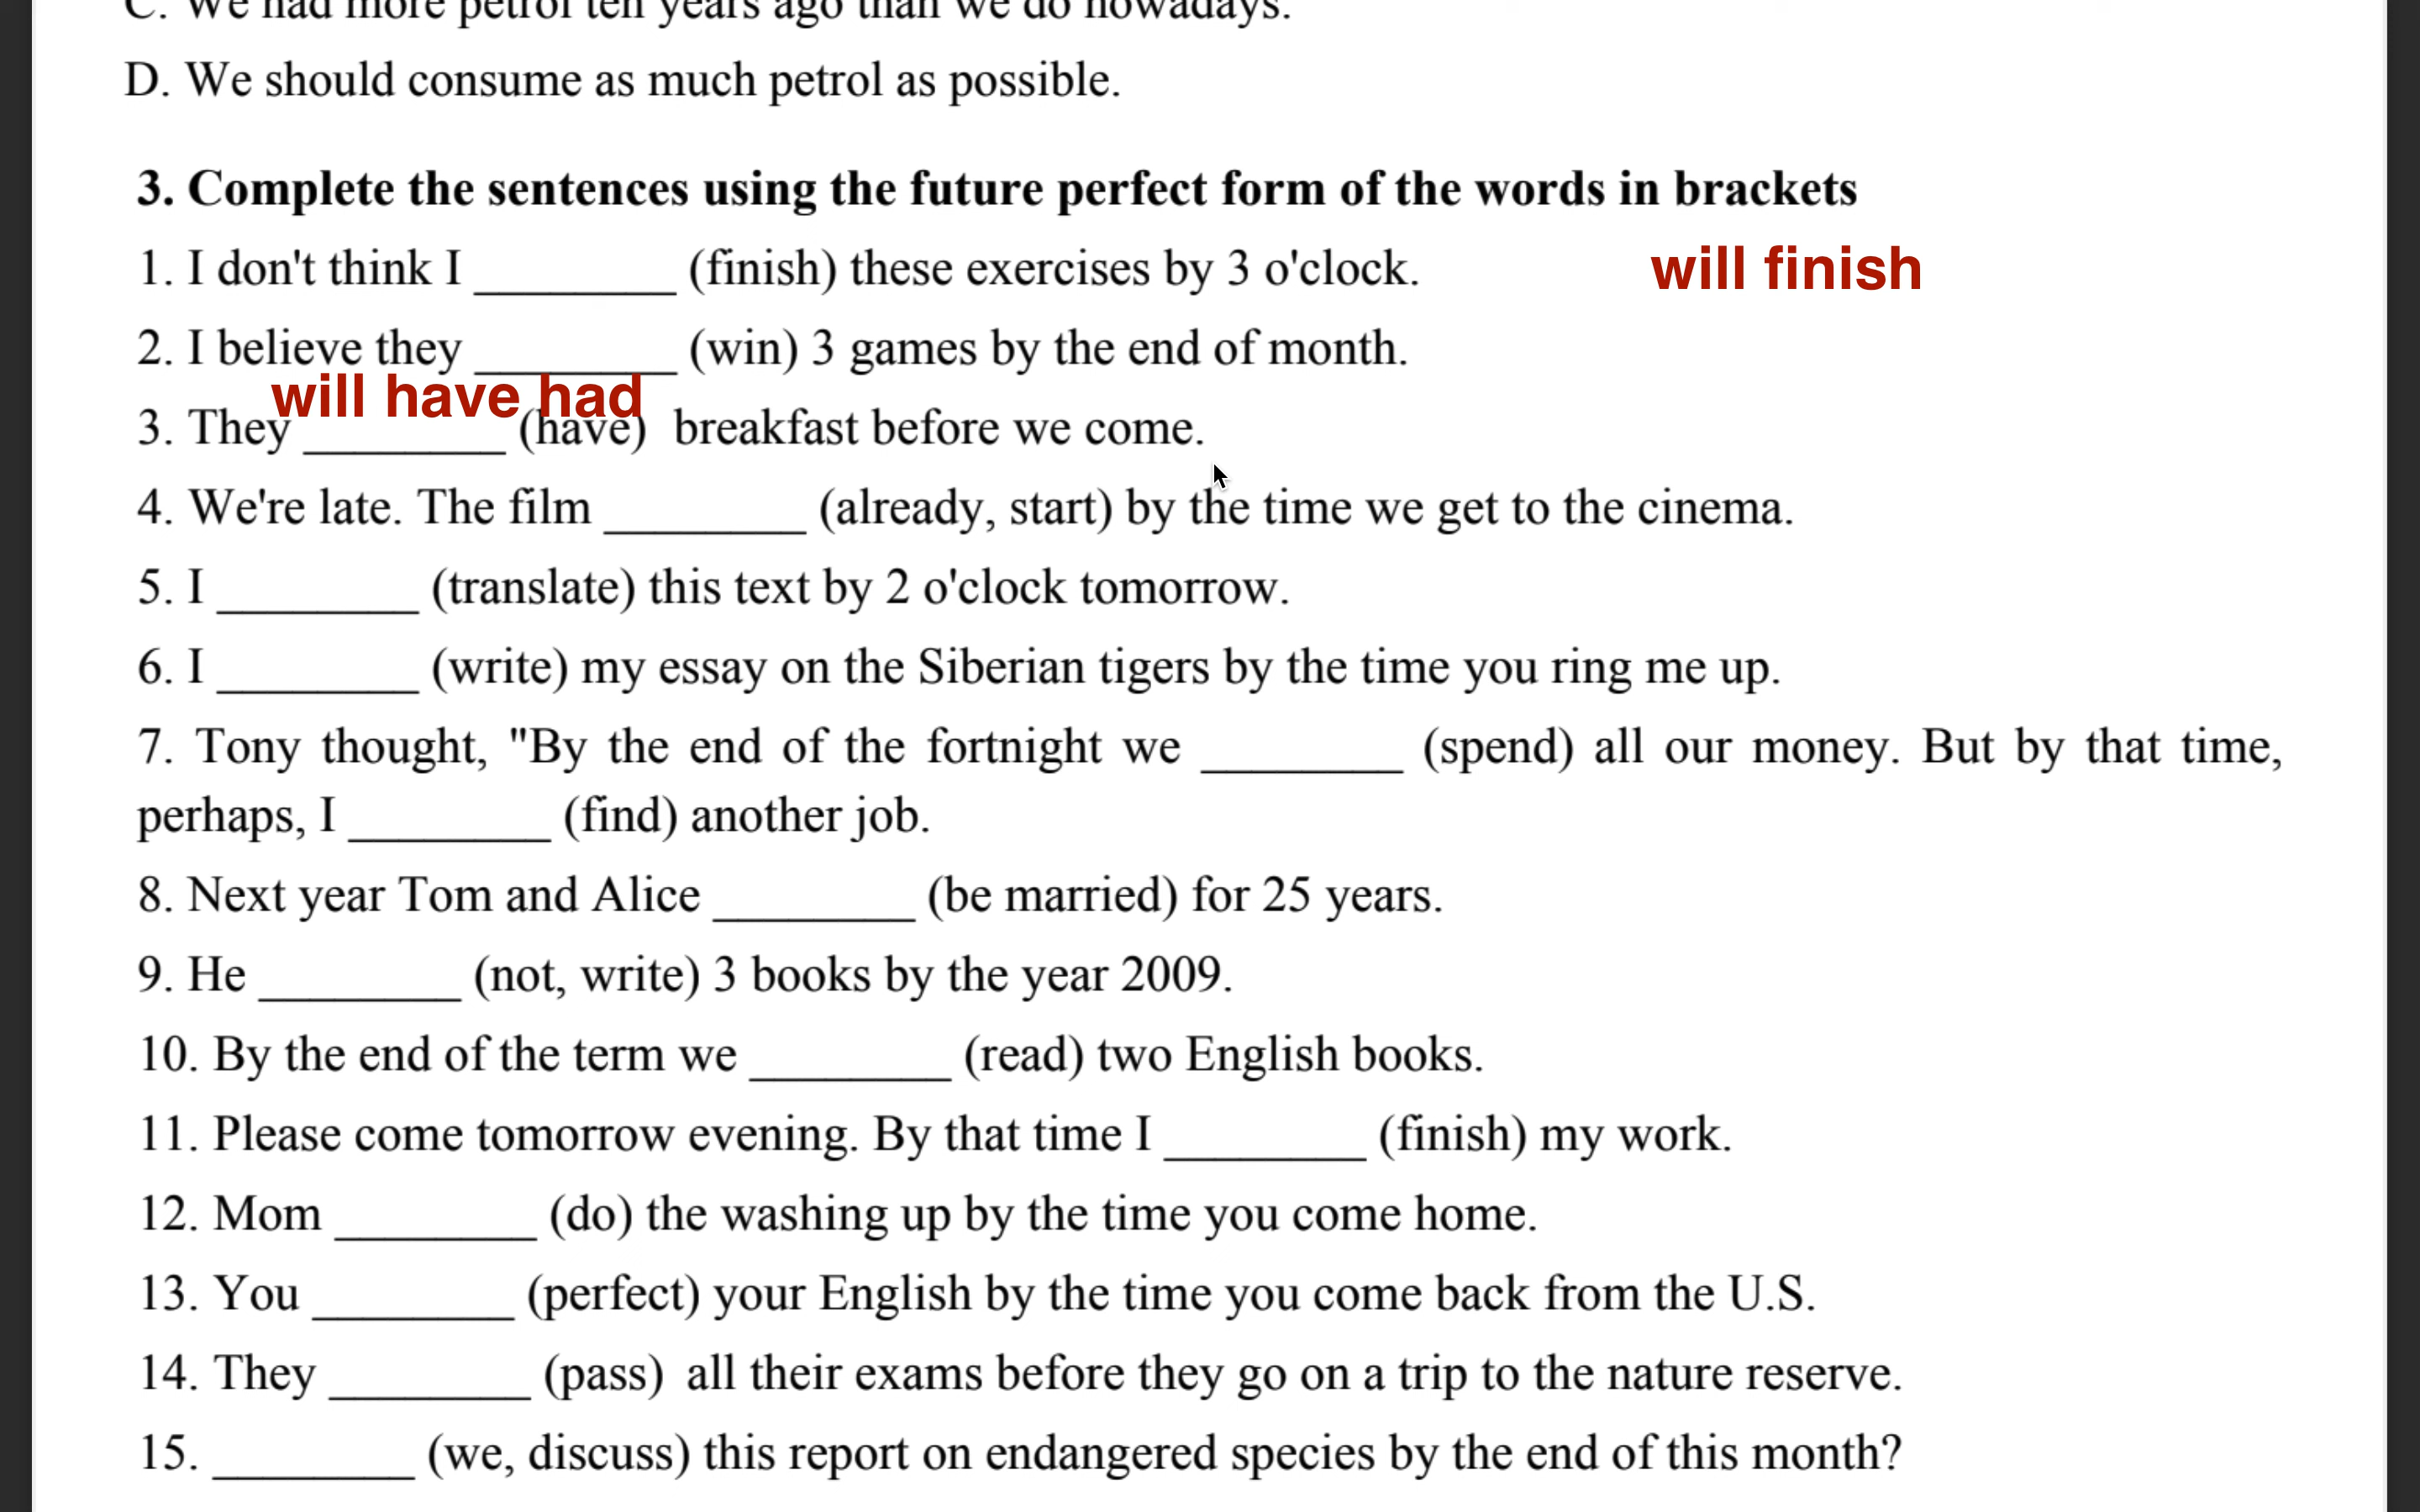 C. We had more petrol ten years ago than we do nowadays.
D. We should consume as much petrol as possible.
3. Complete the sentences using the future perfect form of the words in brackets
1. I don't think I ________ (finish) these exercises by 3 o'clock. will finish
2. I believe they ________ (win) 3 games by the end of month.
will have had
3. They ________ (have) breakfast before we come.
4. We're late. The film ________ (already, start) by the time we get to the cinema.
5. I ________ (translate) this text by 2 o'clock tomorrow.
6. I ________ (write) my essay on the Siberian tigers by the time you ring me up.
7. Tony thought, "By the end of the fortnight we ________ (spend) all our money. But by that time,
perhaps, I ________ (find) another job.
8. Next year Tom and Alice ________ (be married) for 25 years.
9. He ________ (not, write) 3 books by the year 2009.
10. By the end of the term we ________ (read) two English books.
11. Please come tomorrow evening. By that time I ________ (finish) my work.
12. Mom ________ (do) the washing up by the time you come home.
13. You ________ (perfect) your English by the time you come back from the U.S.
14. They ________ (pass) all their exams before they go on a trip to the nature reserve.
15. ________ (we, discuss) this report on endangered species by the end of this month?